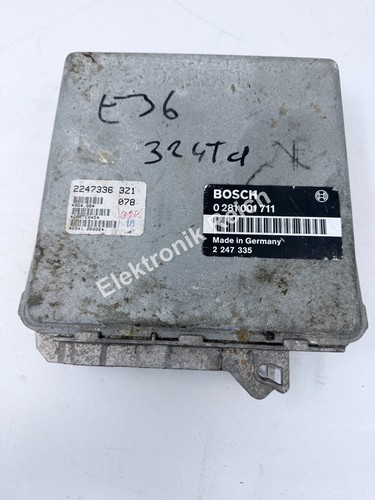 E36
324Td
2247336 321
078
BOSCH
0 281 001 711
Made in Germany
2 247 335
Elektronik